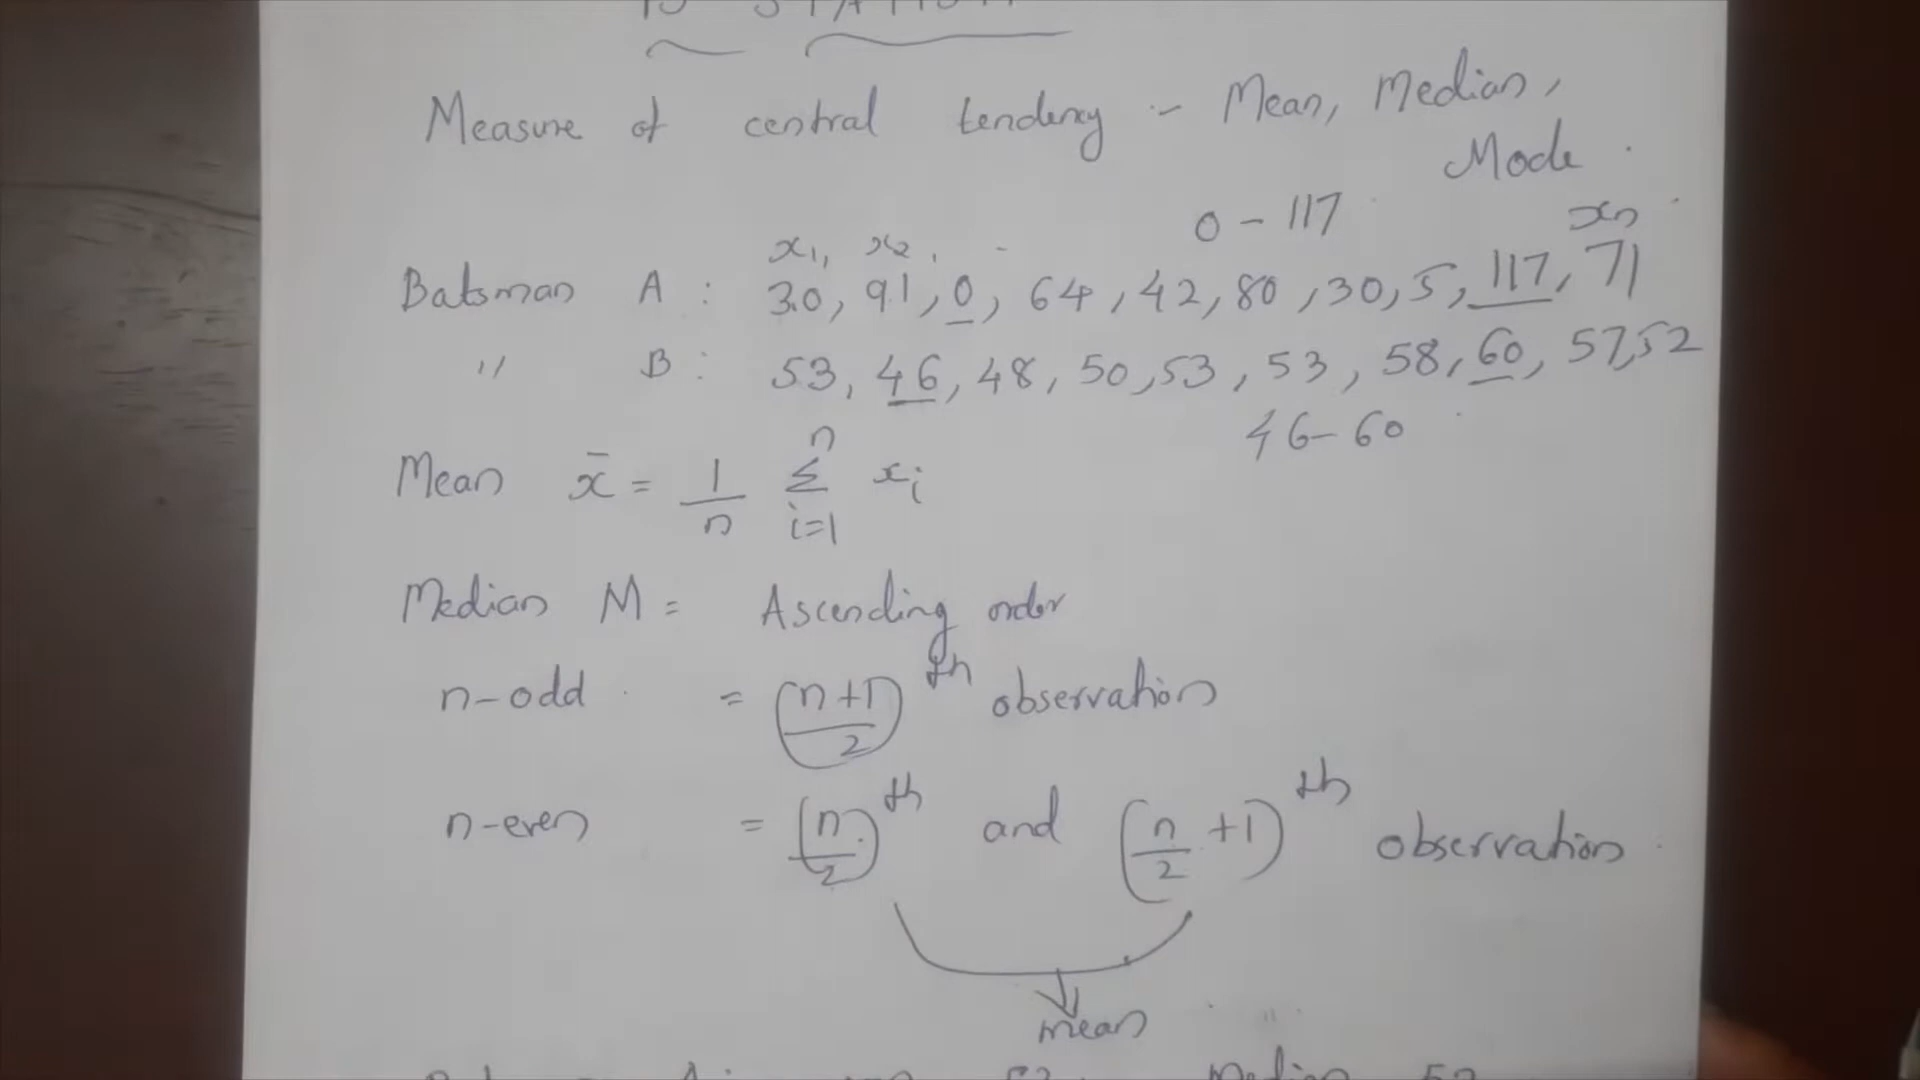 Measure of central tendency - Mean, Median,
Mode.
0 - 117
x₁, x₂, - xₙ
Batsman A : 30, 91, 0, 64, 42, 80, 30, 5, 117, 71
" B : 53, 46, 48, 50, 53, 53, 58, 60, 57, 52
46-60
Mean x̄ = 1/n Σ_{i=1}^{n} xᵢ
Median M = Ascending order
n-odd = (n+1/2)^th observation
n-even = (n/2)^th and (n/2 +1)^th observation
mean